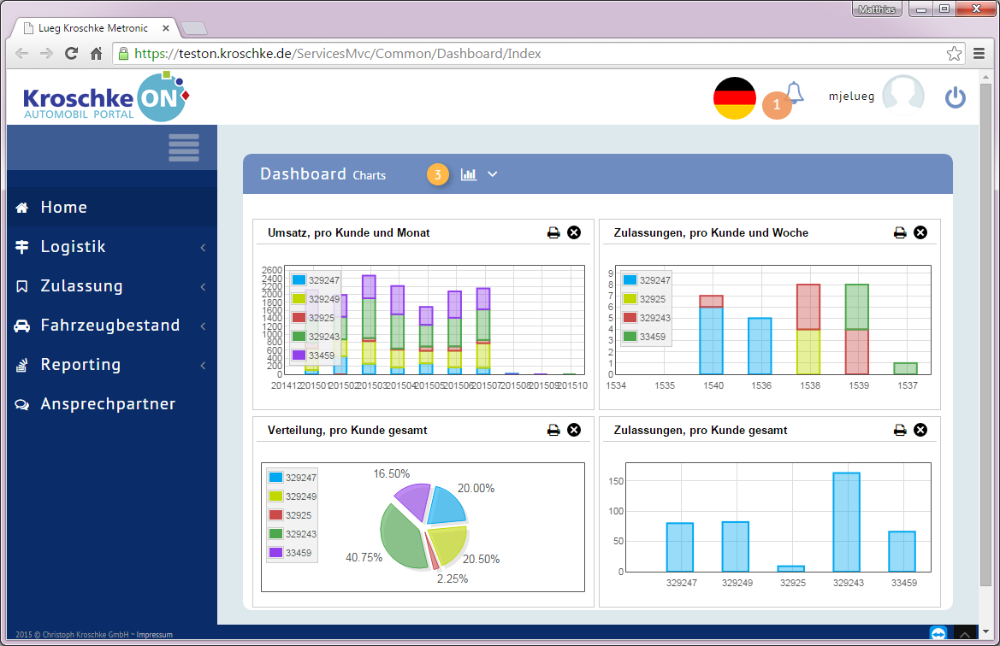 Matthias
Lueg Kroschke Metronic
https://teston.kroschke.de/ServicesMvc/Common/Dashboard/Index
Kroschke ON
AUTOMOBIL PORTAL
1
mjelueg
Dashboard Charts 3
Home
Logistik
Zulassung
Fahrzeugbestand
Reporting
Ansprechpartner
Umsatz, pro Kunde und Monat
2600
2400
2200
2000
1800
1600
1400
1200
1000
800
600
400
200
0
329247
329249
32925
329243
33459
201412 201501 201502 201503 201504 201505 201506 201507 201508 201509 201510
Zulassungen, pro Kunde und Woche
9
8
7
6
5
4
3
2
1
0
329247
32925
329243
33459
1534 1535 1540 1536 1538 1539 1537
Verteilung, pro Kunde gesamt
329247
329249
32925
329243
33459
16.50%
20.00%
40.75%
20.50%
2.25%
Zulassungen, pro Kunde gesamt
150
100
50
0
329247 329249 32925 329243 33459
2015 © Christoph Kroschke GmbH ~ Impressum